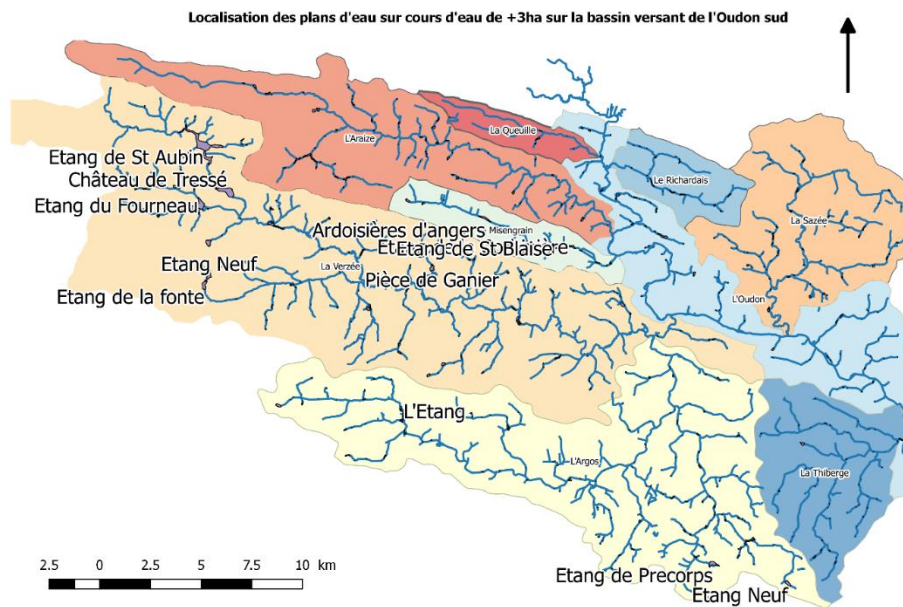 Localisation des plans d'eau sur cours d'eau de +3ha sur la bassin versant de l'Oudon sud
La Queuille
L'Araize
Etang de St Aubin
Le Richardais
Château de Tressé
Etang du Fourneau
La Sazée
Ardoisières d'angers
Misengrain
Etang de St Blaise
Etang Neuf
La Verzée
Pièce de Ganier
Etang de la fonte
L'Oudon
L'Etang
L'Argos
La Thiberge
Etang de Precorps
Etang Neuf
2.5 0 2.5 5 7.5 10 km